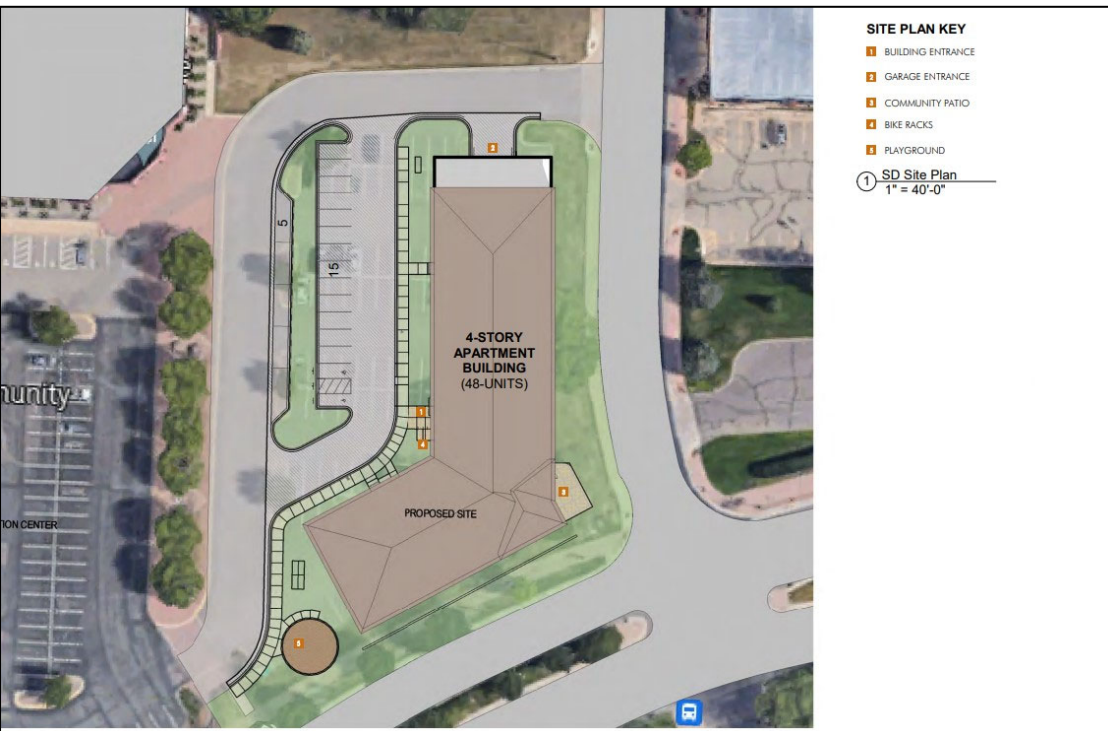 SITE PLAN KEY
1 BUILDING ENTRANCE
2 GARAGE ENTRANCE
3 COMMUNITY PATIO
4 BIKE RACKS
5 PLAYGROUND
1 SD Site Plan
1" = 40'-0"
2
5
15
4-STORY
APARTMENT
BUILDING
(48-UNITS)
nunity
1
4
3
PROPOSED SITE
ION CENTER
5